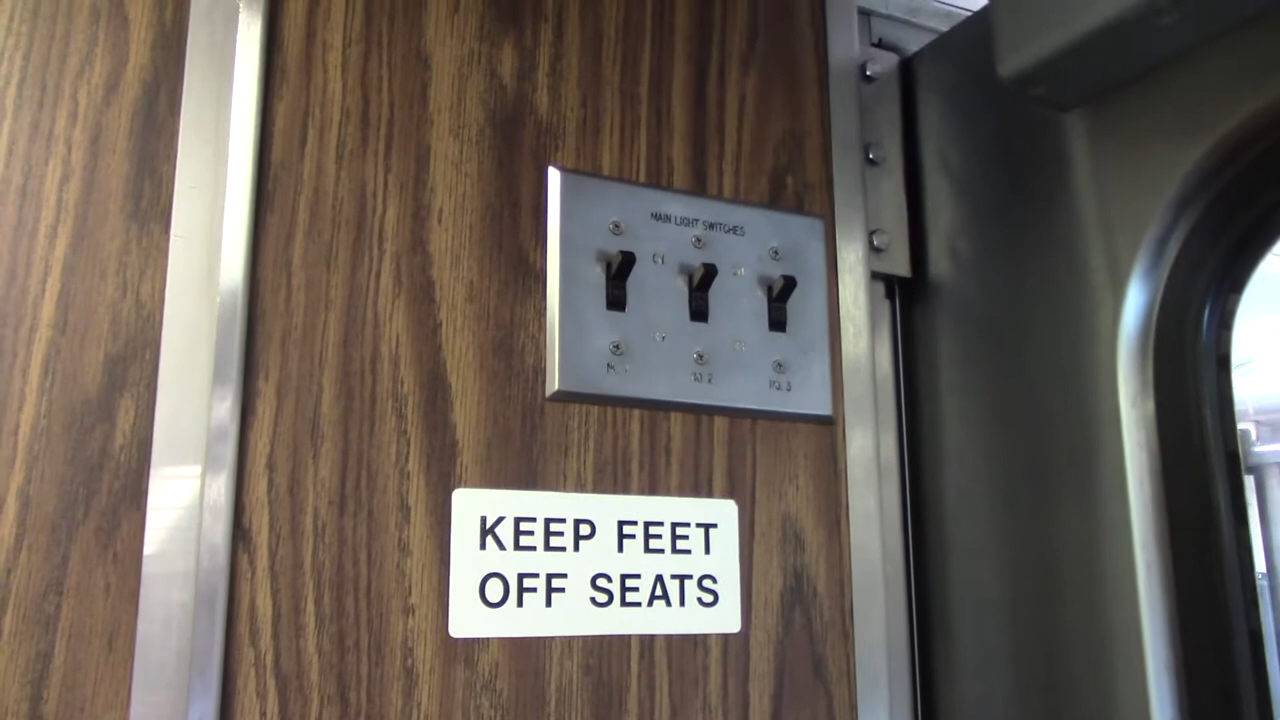 MAIN LIGHT SWITCHES
NO. 2
NO. 3
KEEP FEET
OFF SEATS